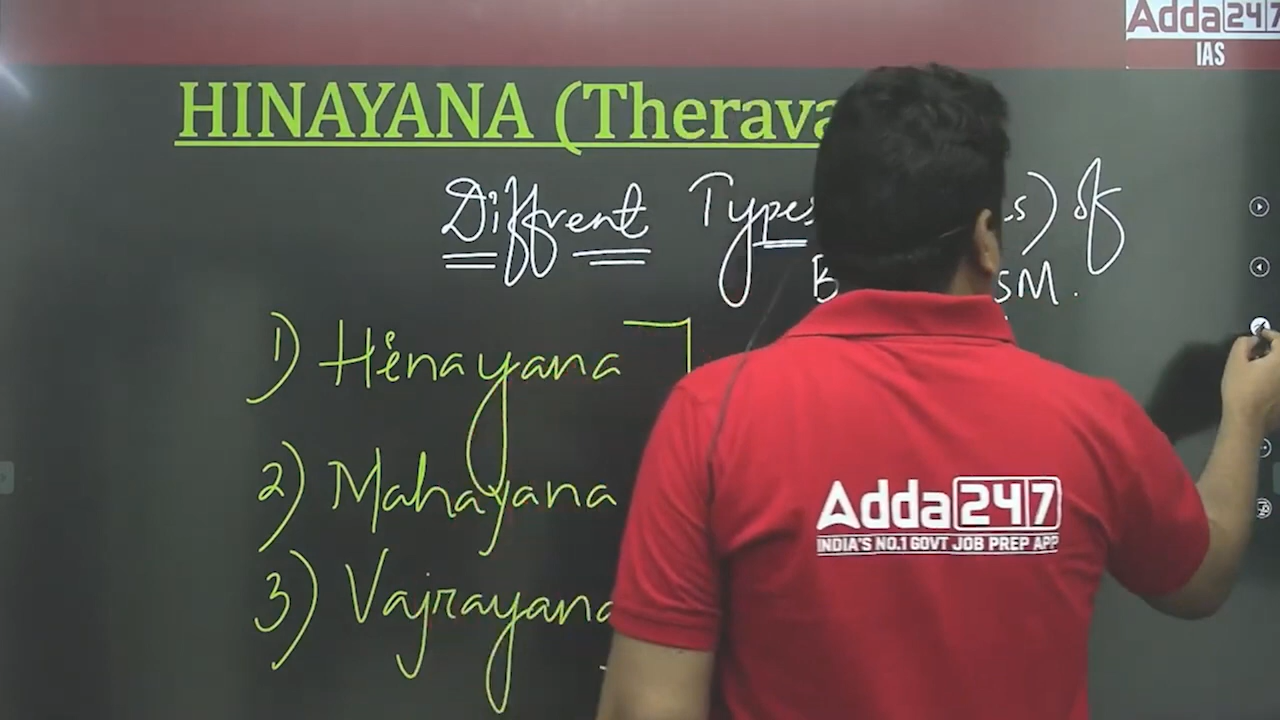 Adda247
IAS
HINAYANA (Therava
Diffrent Types s) of
SM.
1) Hinayana
2) Mahayana
3) Vajrayana
Adda247
INDIA'S NO.1 GOVT JOB PREP APP